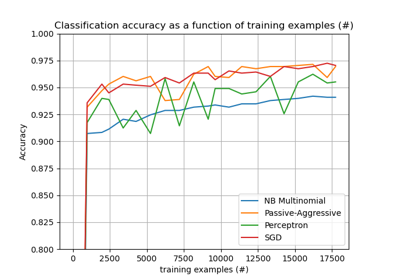 Classification accuracy as a function of training examples (#)
1.000
0.975
0.950
0.925
0.900
0.875
0.850
0.825
0.800
Accuracy
NB Multinomial
Passive-Aggressive
Perceptron
SGD
0 2500 5000 7500 10000 12500 15000 17500
training examples (#)